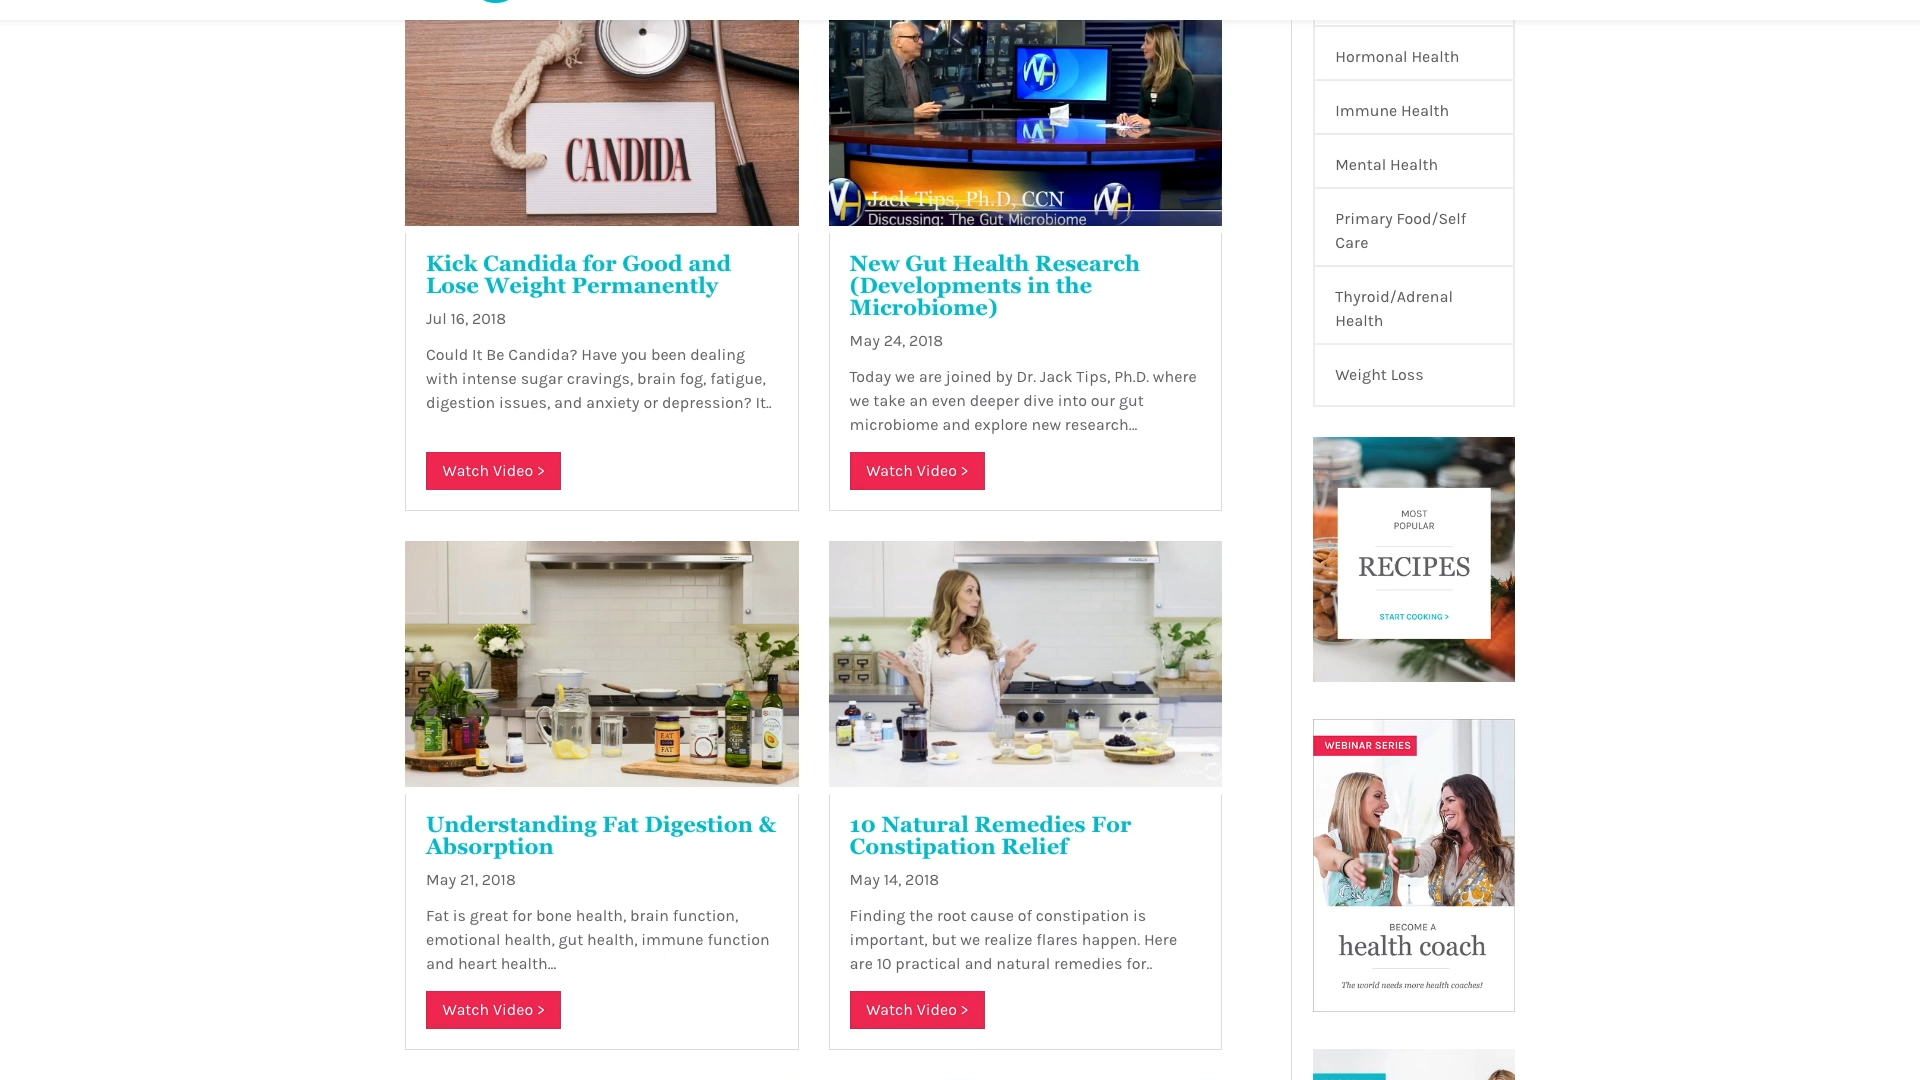 CANDIDA
Kick Candida for Good and
Lose Weight Permanently
Jul 16, 2018
Could It Be Candida? Have you been dealing
with intense sugar cravings, brain fog, fatigue,
digestion issues, and anxiety or depression? It..
Watch Video >
Jack Tips, Ph.D, CCN
Discussing: The Gut Microbiome
New Gut Health Research
(Developments in the
Microbiome)
May 24, 2018
Today we are joined by Dr. Jack Tips, Ph.D. where
we take an even deeper dive into our gut
microbiome and explore new research...
Watch Video >
EAT
FAT
Understanding Fat Digestion &
Absorption
May 21, 2018
Fat is great for bone health, brain function,
emotional health, gut health, immune function
and heart health...
Watch Video >
10 Natural Remedies For
Constipation Relief
May 14, 2018
Finding the root cause of constipation is
important, but we realize flares happen. Here
are 10 practical and natural remedies for..
Watch Video >
Hormonal Health
Immune Health
Mental Health
Primary Food/Self
Care
Thyroid/Adrenal
Health
Weight Loss
MOST
POPULAR
RECIPES
START COOKING >
WEBINAR SERIES
BECOME A
health coach
The world needs more health coaches!